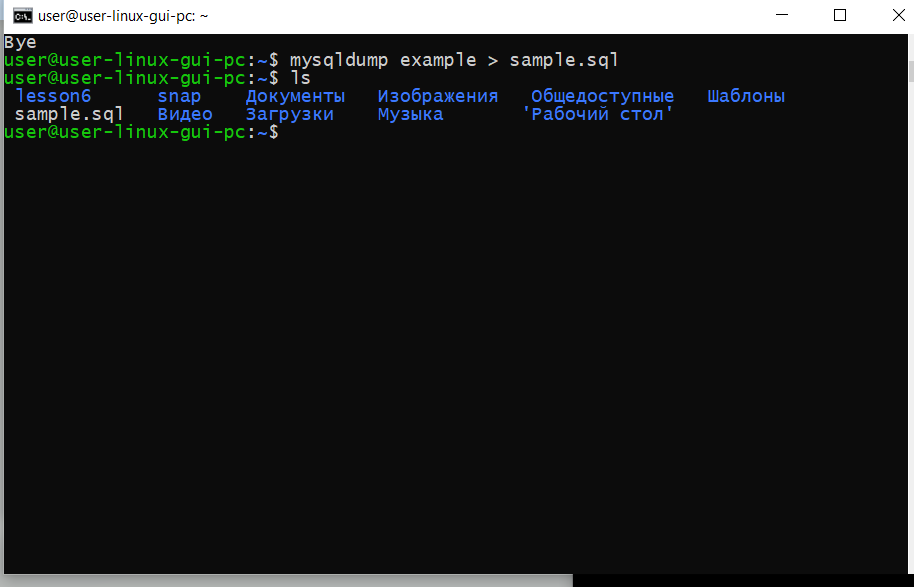 user@user-linux-gui-pc: ~
Bye
user@user-linux-gui-pc:~$ mysqldump example > sample.sql
user@user-linux-gui-pc:~$ ls
lesson6 snap Документы Изображения Общедоступные Шаблоны
sample.sql Видео Загрузки Музыка 'Рабочий стол'
user@user-linux-gui-pc:~$